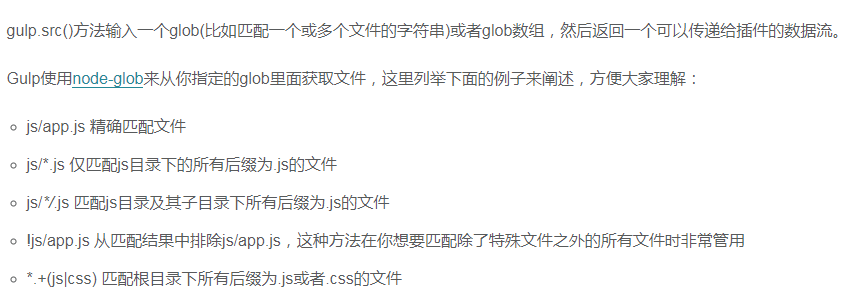 gulp.src()方法输入一个glob(比如匹配一个或多个文件的字符串)或者glob数组，然后返回一个可以传递给插件的数据流。
Gulp使用node-glob来从你指定的glob里面获取文件，这里列举下面的例子来阐述，方便大家理解：
js/app.js 精确匹配文件
js/*.js 仅匹配js目录下的所有后缀为.js的文件
js/*/.js 匹配js目录及其子目录下所有后缀为.js的文件
!js/app.js 从匹配结果中排除js/app.js，这种方法在你想要匹配除了特殊文件之外的所有文件时非常管用
*.+(js|css) 匹配根目录下所有后缀为.js或者.css的文件